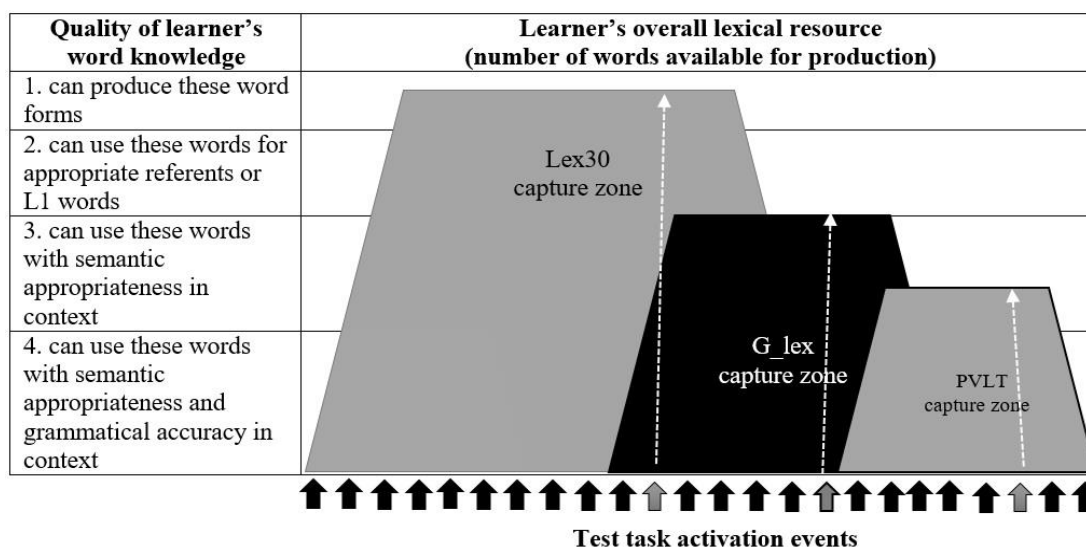 Quality of learner's
word knowledge
Learner's overall lexical resource
(number of words available for production)
1. can produce these word
forms
2. can use these words for
appropriate referents or
L1 words
3. can use these words
with semantic
appropriateness in
context
4. can use these words
with semantic
appropriateness and
grammatical accuracy in
context
Lex30
capture zone
G_lex
capture zone
PVLT
capture zone
Test task activation events